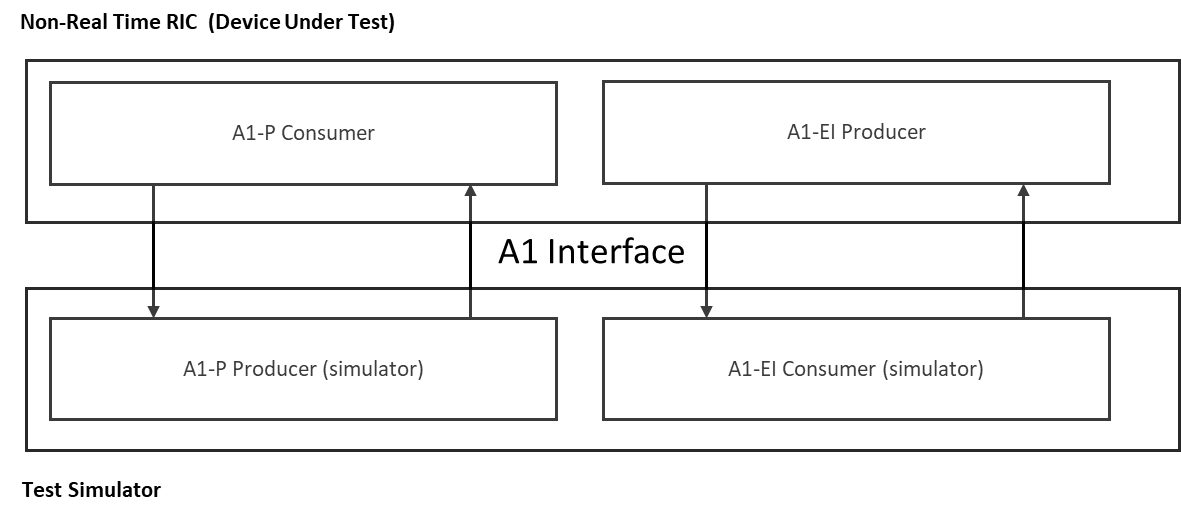 Non-Real Time RIC  (Device Under Test)
A1-P Consumer
A1-EI Producer
A1 Interface
A1-P Producer (simulator)
A1-EI Consumer (simulator)
Test Simulator